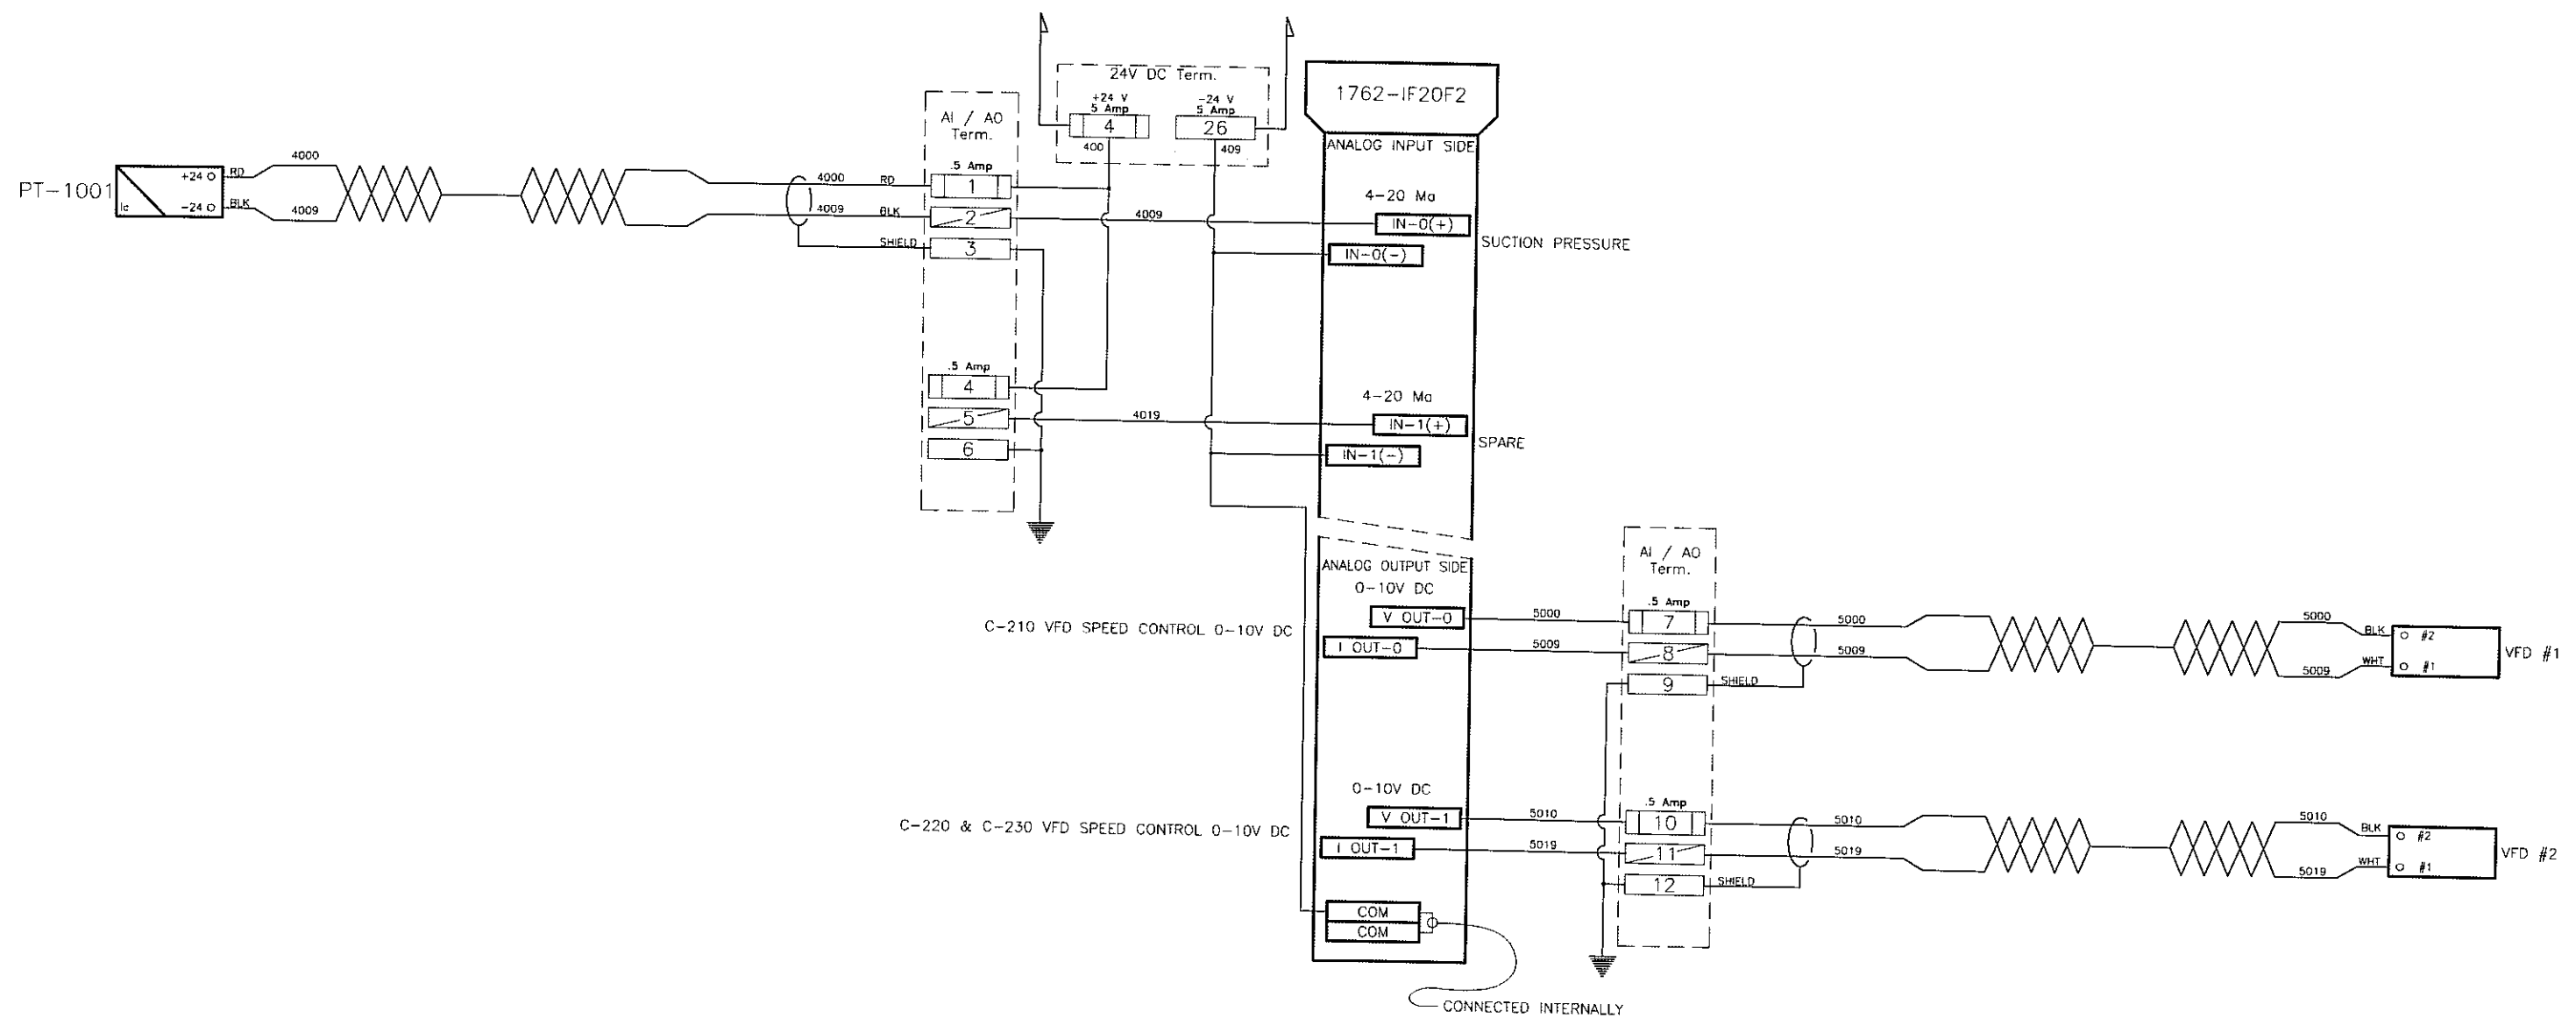 24V DC Term.
+24 V
5 Amp
4
400
-24 V
5 Amp
26
409
1762-IF20F2
ANALOG INPUT SIDE
AI / AO
Term.
PT-1001
+24
-24
Ic
RD
BLK
4000
4009
4000
RD
4009
BLK
SHIELD
.5 Amp
1
2
3
4009
4-20 Ma
IN-0(+)
IN-0(-)
SUCTION PRESSURE
.5 Amp
4
5
6
4019
4-20 Ma
IN-1(+)
IN-1(-)
SPARE
ANALOG OUTPUT SIDE
0-10V DC
C-210 VFD SPEED CONTROL 0-10V DC
V OUT-0
I OUT-0
5000
5009
AI / AO
Term.
.5 Amp
7
8
9
5000
5009
SHIELD
5000
5009
BLK
WHT
#2
#1
VFD #1
0-10V DC
C-220 & C-230 VFD SPEED CONTROL 0-10V DC
V OUT-1
I OUT-1
5010
5019
.5 Amp
10
11
12
5010
5019
SHIELD
5010
5019
BLK
WHT
#2
#1
VFD #2
COM
COM
CONNECTED INTERNALLY